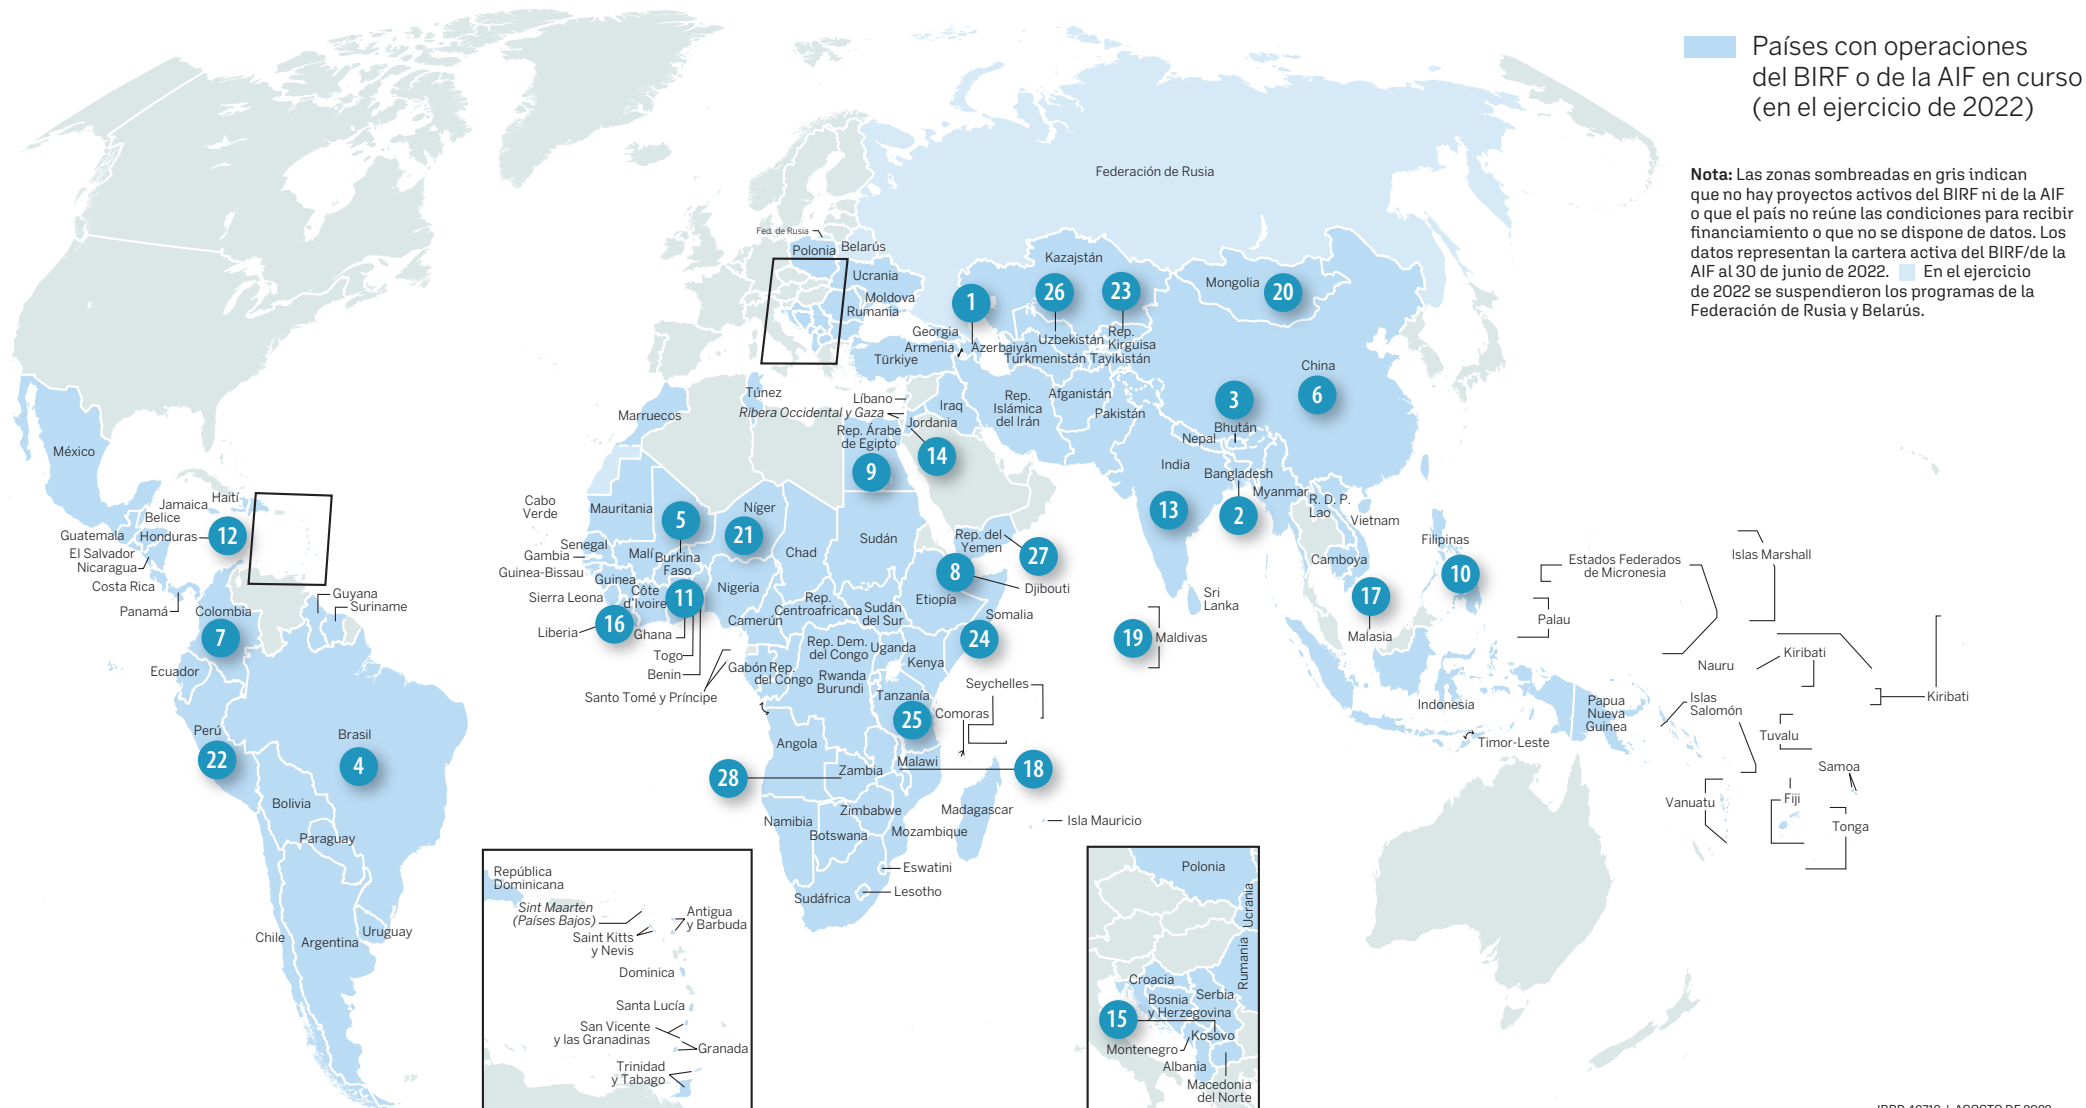 Países con operaciones
del BIRF o de la AIF en curso
(en el ejercicio de 2022)
Nota: Las zonas sombreadas en gris indican
que no hay proyectos activos del BIRF ni de la AIF
o que el país no reúne las condiciones para recibir
financiamiento o que no se dispone de datos. Los
datos representan la cartera activa del BIRF/de la
AIF al 30 de junio de 2022. En el ejercicio
de 2022 se suspendieron los programas de la
Federación de Rusia y Belarús.
Federación de Rusia
Fed. de Rusia
Polonia
Belarús
Ucrania
Moldova
Rumania
Kazajstán
26
23
1
Mongolia
20
Georgia
Armenia
Azerbaiyán
Türkiye
Uzbekistán
Turkmenistán
Rep.
Kirguisa
Tayikistán
China
6
3
Bhután
Nepal
Túnez
Marruecos
Líbano
Ribera Occidental y Gaza
Iraq
Jordania
14
Rep.
Islámica
del Irán
Afganistán
Pakistán
Rep. Árabe
de Egipto
9
India
13
Bangladesh
2
Myanmar
R. D. P.
Lao
Vietnam
Camboya
Filipinas
10
17
Malasia
Sri
Lanka
19
Maldivas
Indonesia
Timor-Leste
Papua
Nueva
Guinea
Estados Federados
de Micronesia
Islas Marshall
Palau
Nauru
Kiribati
Kiribati
Islas
Salomón
Tuvalu
Samoa
Vanuatu
Fiji
Tonga
México
Jamaica
Haití
Belice
Guatemala
Honduras
12
El Salvador
Nicaragua
Costa Rica
Panamá
Colombia
7
Guyana
Suriname
Ecuador
Perú
22
Brasil
4
Bolivia
Paraguay
Chile
Argentina
Uruguay
Cabo
Verde
Mauritania
5
Níger
21
Senegal
Gambia
Guinea-Bissau
Malí
Burkina
Faso
Guinea
Sierra Leona
Côte
d'Ivoire
11
Liberia
16
Ghana
Togo
Benin
Nigeria
Chad
Sudán
Camerún
Rep.
Centroafricana
Sudán
del Sur
Santo Tomé y Príncipe
Gabón
Rep.
del Congo
Rep. Dem.
del Congo
Uganda
Kenya
Rwanda
Burundi
Tanzanía
25
Rep. del
Yemen
27
8
Djibouti
Etiopía
Somalia
24
Seychelles
Comoras
Angola
28
Zambia
Malawi
18
Zimbabwe
Namibia
Botswana
Mozambique
Madagascar
Isla Mauricio
Eswatini
Lesotho
Sudáfrica
República
Dominicana
Sint Maarten
(Países Bajos)
Antigua
y Barbuda
Saint Kitts
y Nevis
Dominica
Santa Lucía
San Vicente
y las Granadinas
Granada
Trinidad
y Tabago
Polonia
Ucrania
Rumania
Croacia
Bosnia
y Herzegovina
Serbia
15
Kosovo
Montenegro
Albania
Macedonia
del Norte